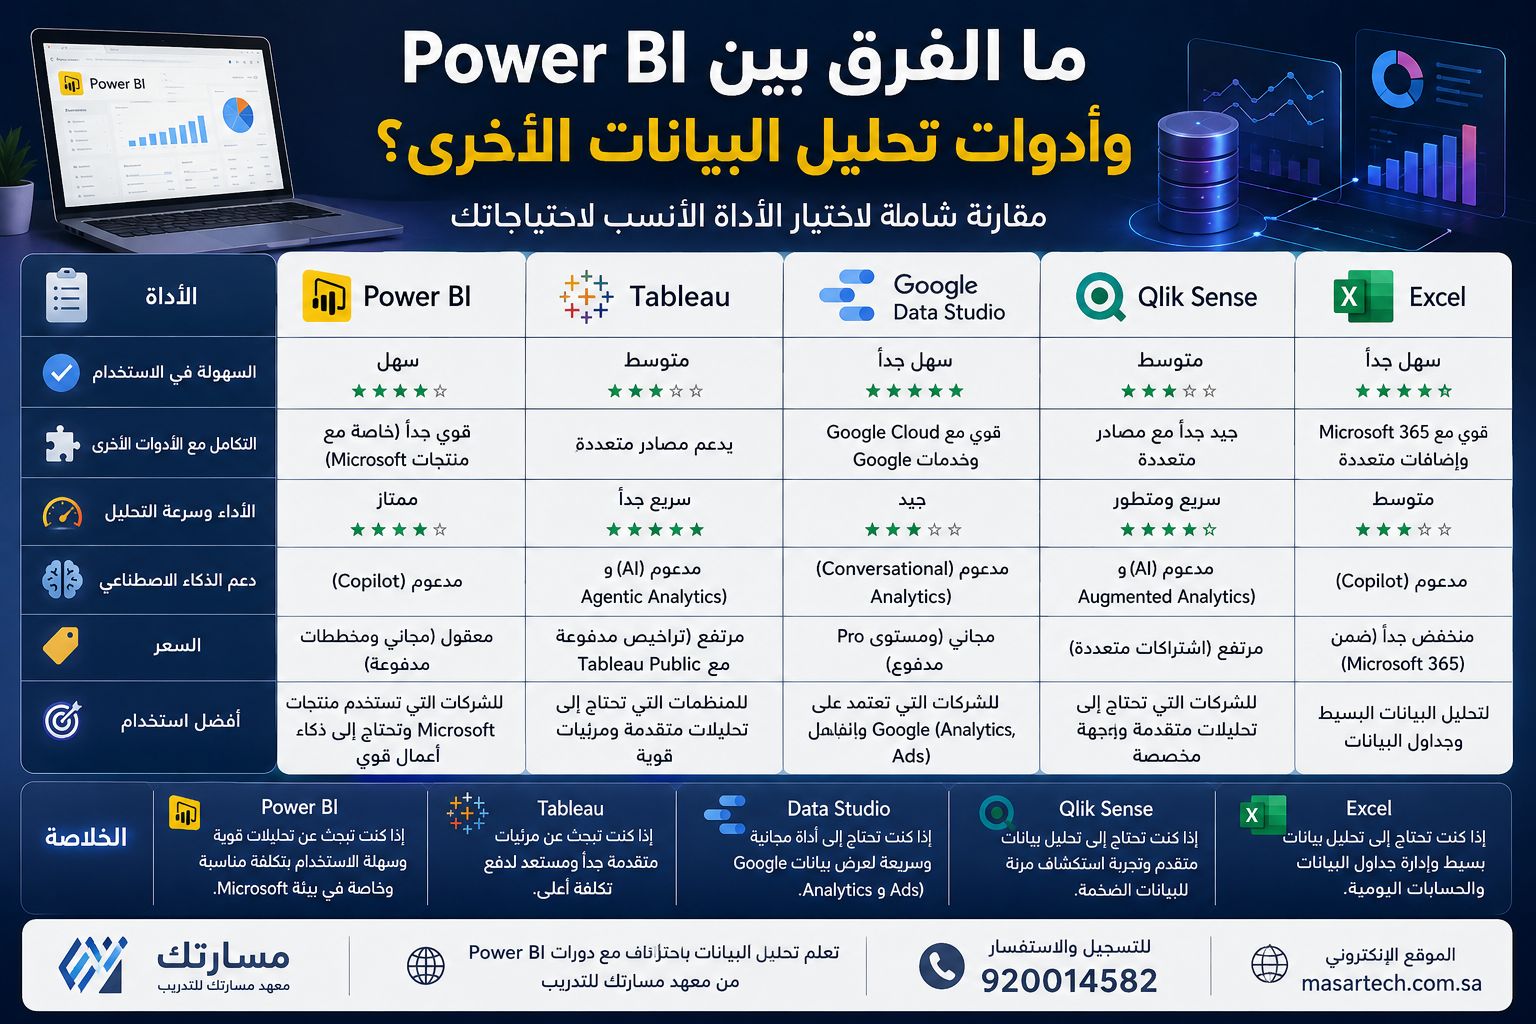 ما الفرق بين Power BI
وأدوات تحليل البيانات الأخرى؟
مقارنة شاملة لاختيار الأداة الأنسب لاحتياجاتك
Power BI
الأداة
Power BI
Tableau
Google
Data Studio
Qlik Sense
X
Excel
السهولة في الاستخدام
سهل
متوسط
سهل جداً
متوسط
سهل جداً
التكامل مع الأدوات الأخرى
قوي جداً (خاصة مع
منتجات Microsoft)
يدعم مصادر متعددة
قوي مع Google Cloud
وخدمات Google
جيد جداً مع مصادر
متعددة
قوي مع Microsoft 365
وإضافات متعددة
الأداء وسرعة التحليل
ممتاز
سريع جداً
جيد
سريع ومتطور
متوسط
دعم الذكاء الاصطناعي
مدعوم (Copilot)
مدعوم (AI) و
Agentic Analytics)
مدعوم (Conversational)
Analytics)
مدعوم (AI) و
Augmented Analytics)
مدعوم (Copilot)
السعر
معقول (مجاني ومخططات
مدفوعة)
مرتفع (تراخيص مدفوعة
مع Tableau Public
مجاني (ومستوى Pro
مدفوع)
مرتفع (اشتراكات متعددة)
منخفض جداً (ضمن
Microsoft 365)
أفضل استخدام
للشركات التي تستخدم منتجات
Microsoft وتحتاج إلى ذكاء
أعمال قوي
للمنظمات التي تحتاج إلى
تحليلات متقدمة ومرئيات
قوية
للشركات التي تعتمد على
Google (Analytics,
Ads)
للشركات التي تحتاج إلى
تحليلات متقدمة
مخصصة
لتحليل البيانات البسيط
وجداول البيانات
الخلاصة
Power BI
إذا كنت تبحث عن تحليلات قوية
وسهلة الاستخدام بتكلفة مناسبة
وخاصة في بيئة Microsoft.
Tableau
إذا كنت تبحث عن مرئيات
متقدمة جداً ومستعد لدفع
تكلفة أعلى.
Data Studio
إذا كنت تحتاج إلى أداة مجانية
وسريعة لعرض بيانات Google
Ads) و Analytics.
Qlik Sense
إذا كنت تحتاج إلى تحليل بيانات
متقدم وتجربة استكشاف مرنة
للبيانات الضخمة.
X
Excel
إذا كنت تحتاج إلى تحليل بيانات
بسيط وإدارة جداول البيانات
والحسابات اليومية.
مسارتك
معهد مسارتك للتدريب
تعلم تحليل البيانات مع دورات Power BI
من معهد مسارتك للتدريب
للتسجيل والاستفسار
920014582
الموقع الإلكتروني
masartech.com.sa